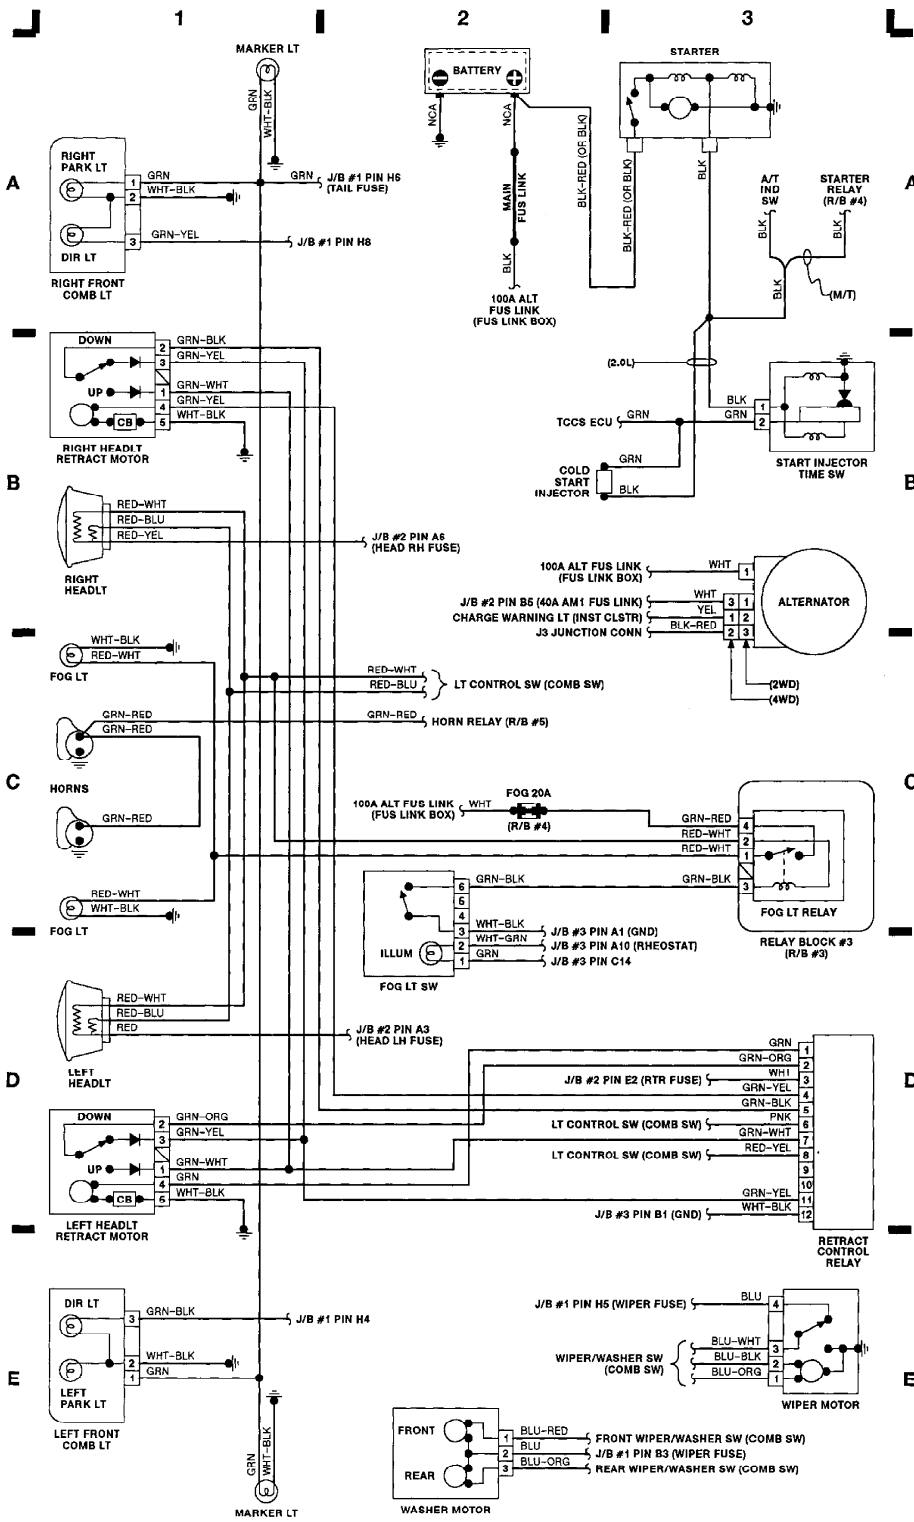 1
2
3
MARKER LT
GRN
WHT-BLK
BATTERY
NCA
NCA
MAIN
FUS LINK
BLK
100A ALT
FUS LINK
(FUS LINK BOX)
BLK-RED (OR BLK)
BLK-RED (OR BLK)
STARTER
BLK
A/T
IND
SW
STARTER
RELAY
(R/B #4)
BLK
BLK
BLK
(M/T)
A
A
RIGHT
PARK LT
DIR LT
RIGHT FRONT
COMB LT
1 GRN
2 WHT-BLK
3 GRN-YEL
GRN
J/B #1 PIN H6
(TAIL FUSE)
J/B #1 PIN H8
DOWN
UP
CB
2 GRN-BLK
3 GRN-YEL
1 GRN-WHT
4 GRN-YEL
5 WHT-BLK
RIGHT HEADLT
RETRACT MOTOR
(2.0L)
TCCS ECU
GRN
BLK 1
GRN 2
START INJECTOR
TIME SW
GRN
COLD
START
INJECTOR
BLK
B
B
RED-WHT
RED-BLU
RED-YEL
RIGHT
HEADLT
J/B #2 PIN A6
(HEAD RH FUSE)
100A ALT FUS LINK
(FUS LINK BOX)
WHT 1
J/B #2 PIN B5 (40A AM1 FUS LINK) WHT 3 1
CHARGE WARNING LT (INST CLSTR) YEL 1 2
J3 JUNCTION CONN BLK-RED 2 3
ALTERNATOR
(2WD)
(4WD)
WHT-BLK
RED-WHT
FOG LT
RED-WHT
RED-BLU
LT CONTROL SW (COMB SW)
GRN-RED
GRN-RED
GRN-RED
HORN RELAY (R/B #5)
HORNS
GRN-RED
C
C
100A ALT FUS LINK
(FUS LINK BOX)
WHT
FOG 20A
(R/B #4)
GRN-RED 4
RED-WHT 2
RED-WHT 1
GRN-BLK 3
FOG LT RELAY
RELAY BLOCK #3
(R/B #3)
RED-WHT
WHT-BLK
FOG LT
6 GRN-BLK
5
4
3 WHT-BLK
2 WHT-GRN
1 GRN
ILLUM
FOG LT SW
J/B #3 PIN A1 (GND)
J/B #3 PIN A10 (RHEOSTAT)
J/B #3 PIN C14
RED-WHT
RED-BLU
RED
LEFT
HEADLT
J/B #2 PIN A3
(HEAD LH FUSE)
D
D
GRN 1
GRN-ORG 2
J/B #2 PIN E2 (RTR FUSE) WHT 3
GRN-YEL 4
GRN-BLK 5
LT CONTROL SW (COMB SW) PNK 6
GRN-WHT 7
LT CONTROL SW (COMB SW) RED-YEL 8
9
10
GRN-YEL 11
J/B #3 PIN B1 (GND) WHT-BLK 12
RETRACT
CONTROL
RELAY
DOWN
UP
CB
2 GRN-ORG
3 GRN-YEL
1 GRN-WHT
4 GRN
5 WHT-BLK
LEFT HEADLT
RETRACT MOTOR
DIR LT
LEFT
PARK LT
LEFT FRONT
COMB LT
3 GRN-BLK
2 WHT-BLK
1 GRN
J/B #1 PIN H4
E
E
J/B #1 PIN H5 (WIPER FUSE) BLU 4
WIPER/WASHER SW
(COMB SW)
BLU-WHT 3
BLU-BLK 2
BLU-ORG 1
WIPER MOTOR
GRN
WHT-BLK
MARKER LT
FRONT
REAR
WASHER MOTOR
1 BLU-RED FRONT WIPER/WASHER SW (COMB SW)
2 BLU J/B #1 PIN B3 (WIPER FUSE)
3 BLU-ORG REAR WIPER/WASHER SW (COMB SW)